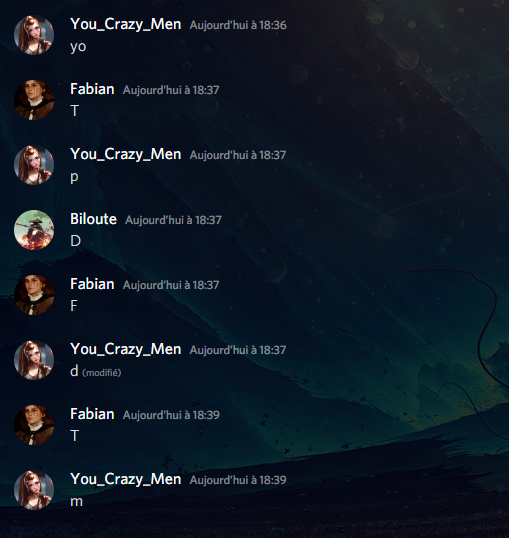 You_Crazy_Men Aujourd'hui à 18:36
yo
Fabian Aujourd'hui à 18:37
T
You_Crazy_Men Aujourd'hui à 18:37
p
Biloute Aujourd'hui à 18:37
D
Fabian Aujourd'hui à 18:37
F
You_Crazy_Men Aujourd'hui à 18:37
d (modifié)
Fabian Aujourd'hui à 18:39
T
You_Crazy_Men Aujourd'hui à 18:39
m